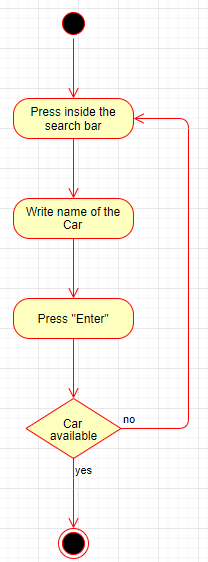 Press inside the
search bar
Write name of the
Car
Press "Enter"
Car
available
no
yes